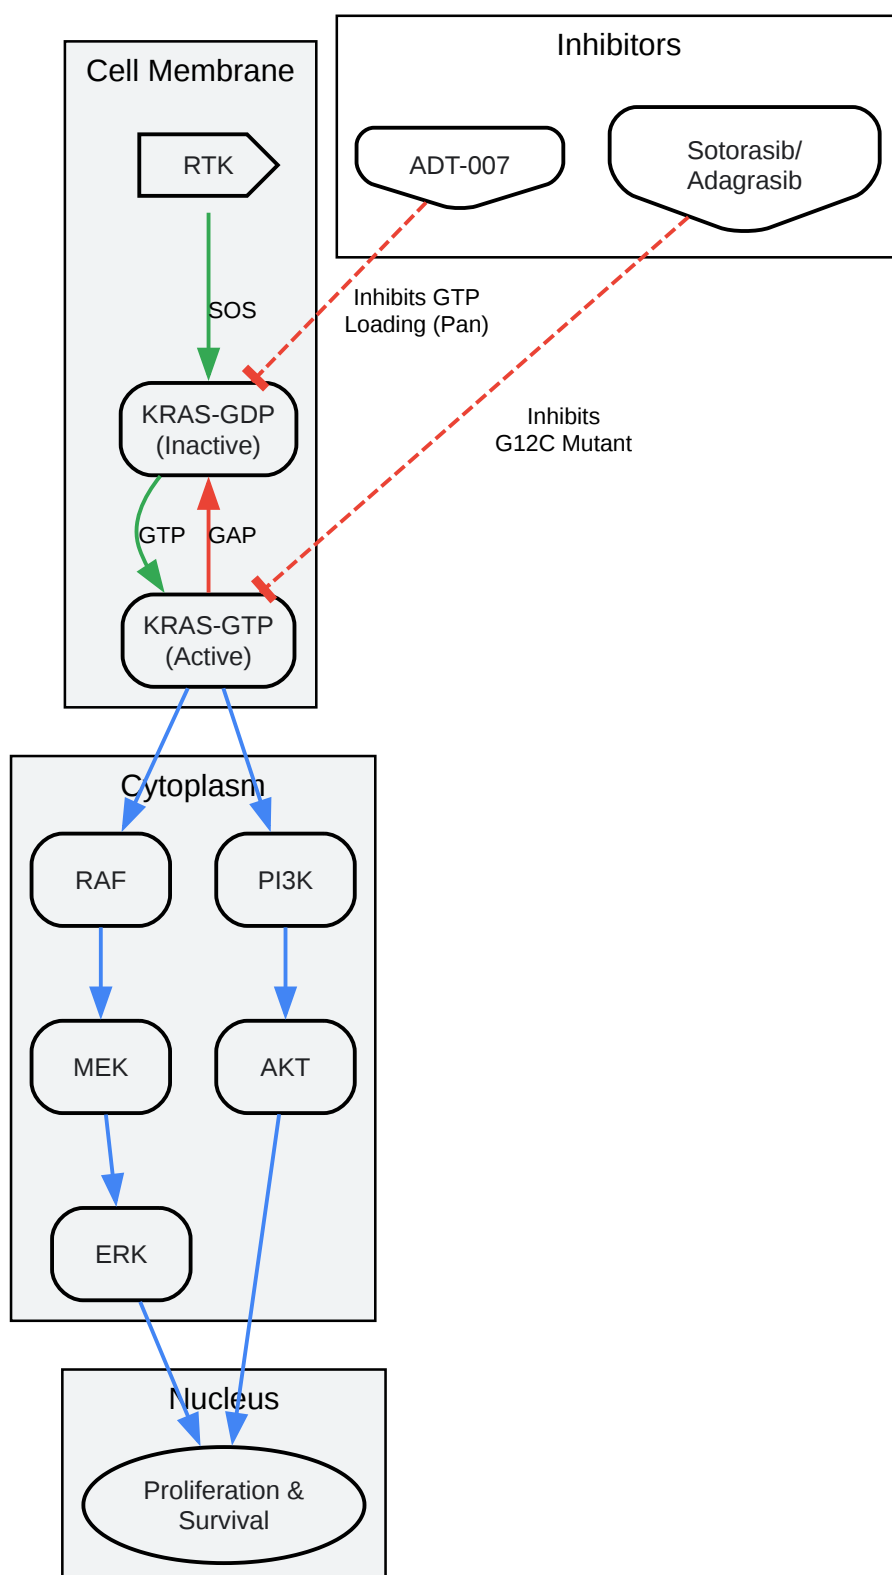 Cell Membrane
Inhibitors
RTK
ADT-007
Sotorasib/
Adagrasib
SOS
Inhibits GTP
Loading (Pan)
KRAS-GDP
(Inactive)
Inhibits
G12C Mutant
GTP
GAP
KRAS-GTP
(Active)
Cytoplasm
RAF
PI3K
MEK
AKT
ERK
Nucleus
Proliferation &
Survival